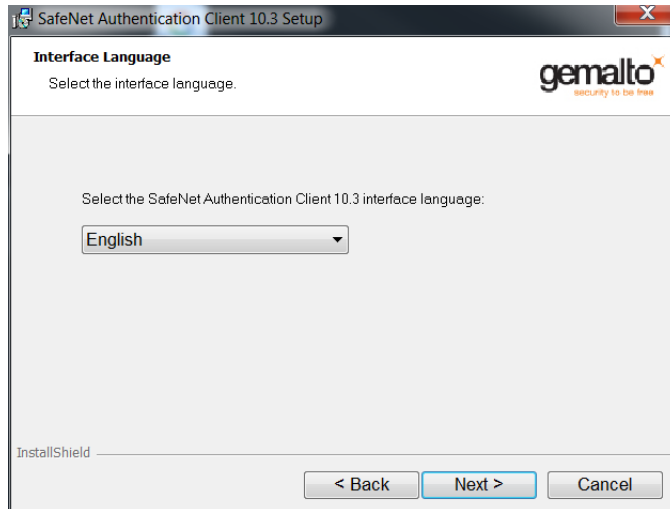 SafeNet Authentication Client 10.3 Setup
Interface Language
Select the interface language.
gemalto
security to be free
Select the SafeNet Authentication Client 10.3 interface language:
English
InstallShield
< Back
Next >
Cancel